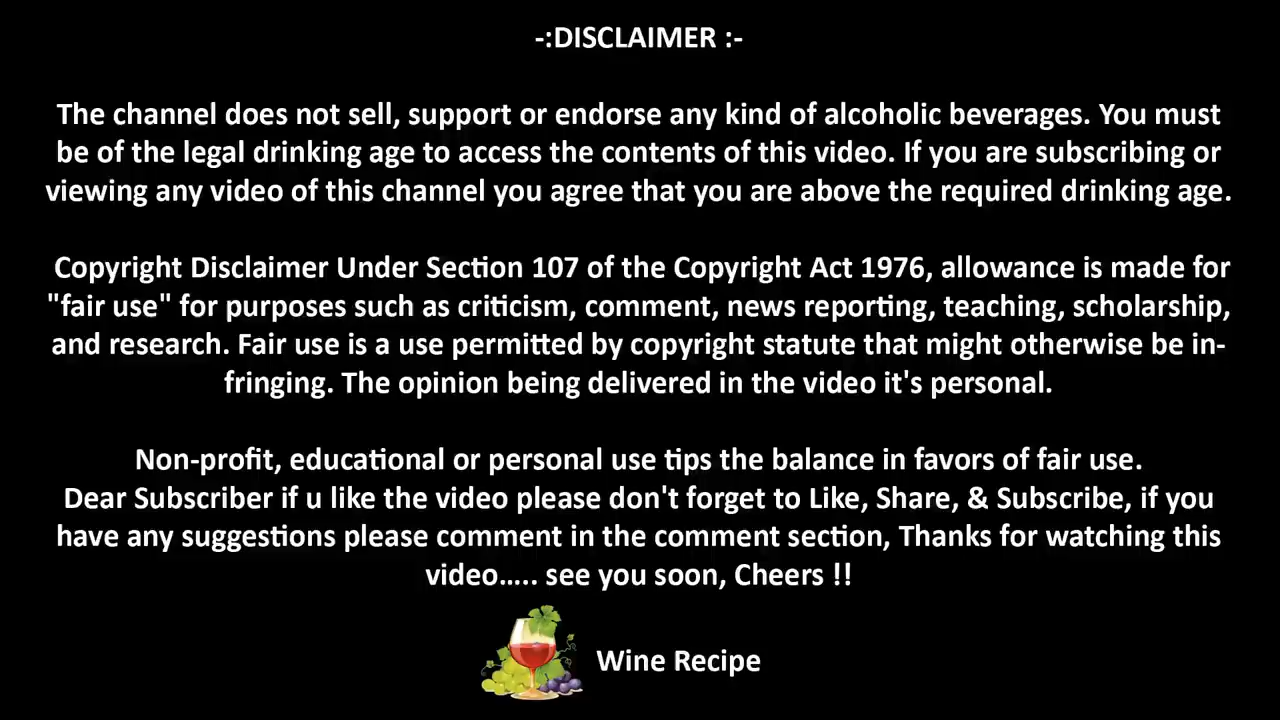 -:DISCLAIMER :-
The channel does not sell, support or endorse any kind of alcoholic beverages. You must
be of the legal drinking age to access the contents of this video. If you are subscribing or
viewing any video of this channel you agree that you are above the required drinking age.
Copyright Disclaimer Under Section 107 of the Copyright Act 1976, allowance is made for
"fair use" for purposes such as criticism, comment, news reporting, teaching, scholarship,
and research. Fair use is a use permitted by copyright statute that might otherwise be in-
fringing. The opinion being delivered in the video it's personal.
Non-profit, educational or personal use tips the balance in favors of fair use.
Dear Subscriber if u like the video please don't forget to Like, Share, & Subscribe, if you
have any suggestions please comment in the comment section, Thanks for watching this
video….. see you soon, Cheers !!
Wine Recipe